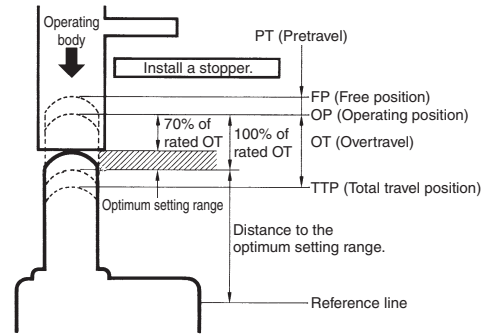 Operating
body
PT (Pretravel)
Install a stopper.
FP (Free position)
OP (Operating position)
70% of
rated OT
100% of
rated OT
OT (Overtravel)
TTP (Total travel position)
Optimum setting range
Distance to the
optimum setting range.
Reference line